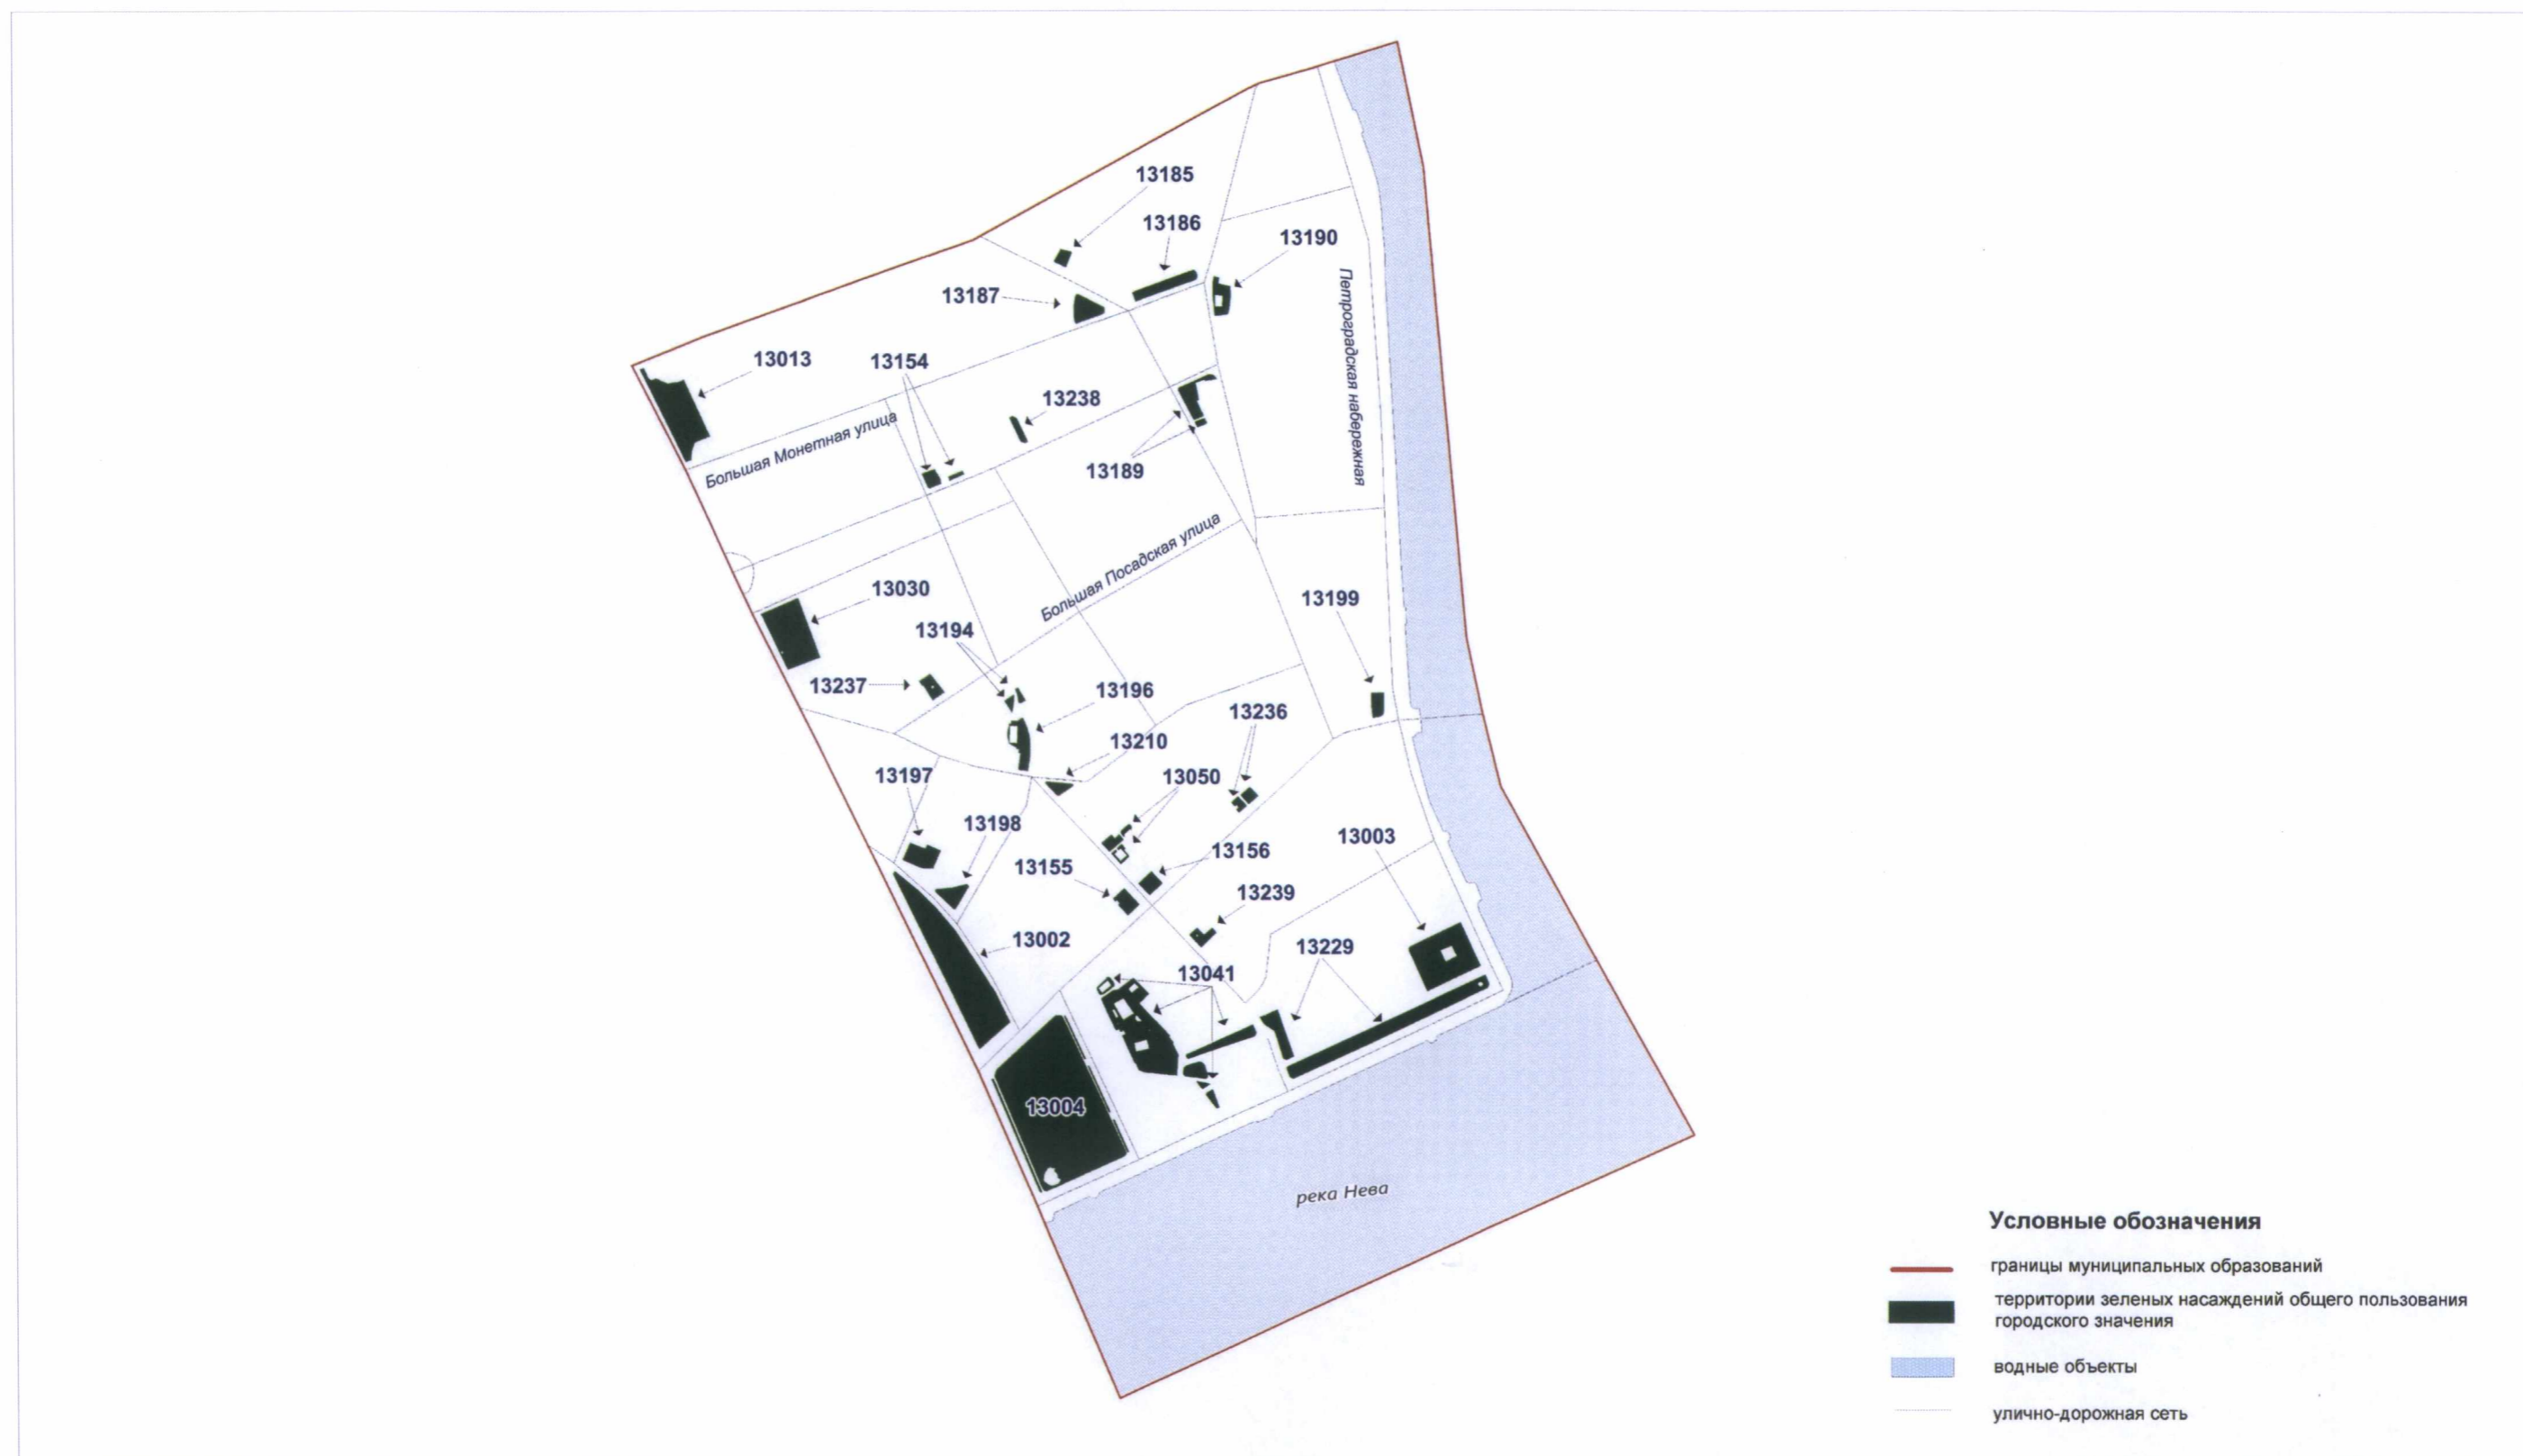 13185
13186
13190
13187
Петроградская набережная
13013
13154
13238
Большая Монетная улица
13189
Большая Посадская улица
13030
13199
13194
13237
13196
13236
13210
13197
13050
13198
13003
13155
13156
13239
13002
13229
13041
13004
река Нева
Условные обозначения
границы муниципальных образований
территории зеленых насаждений общего пользования
городского значения
водные объекты
улично-дорожная сеть